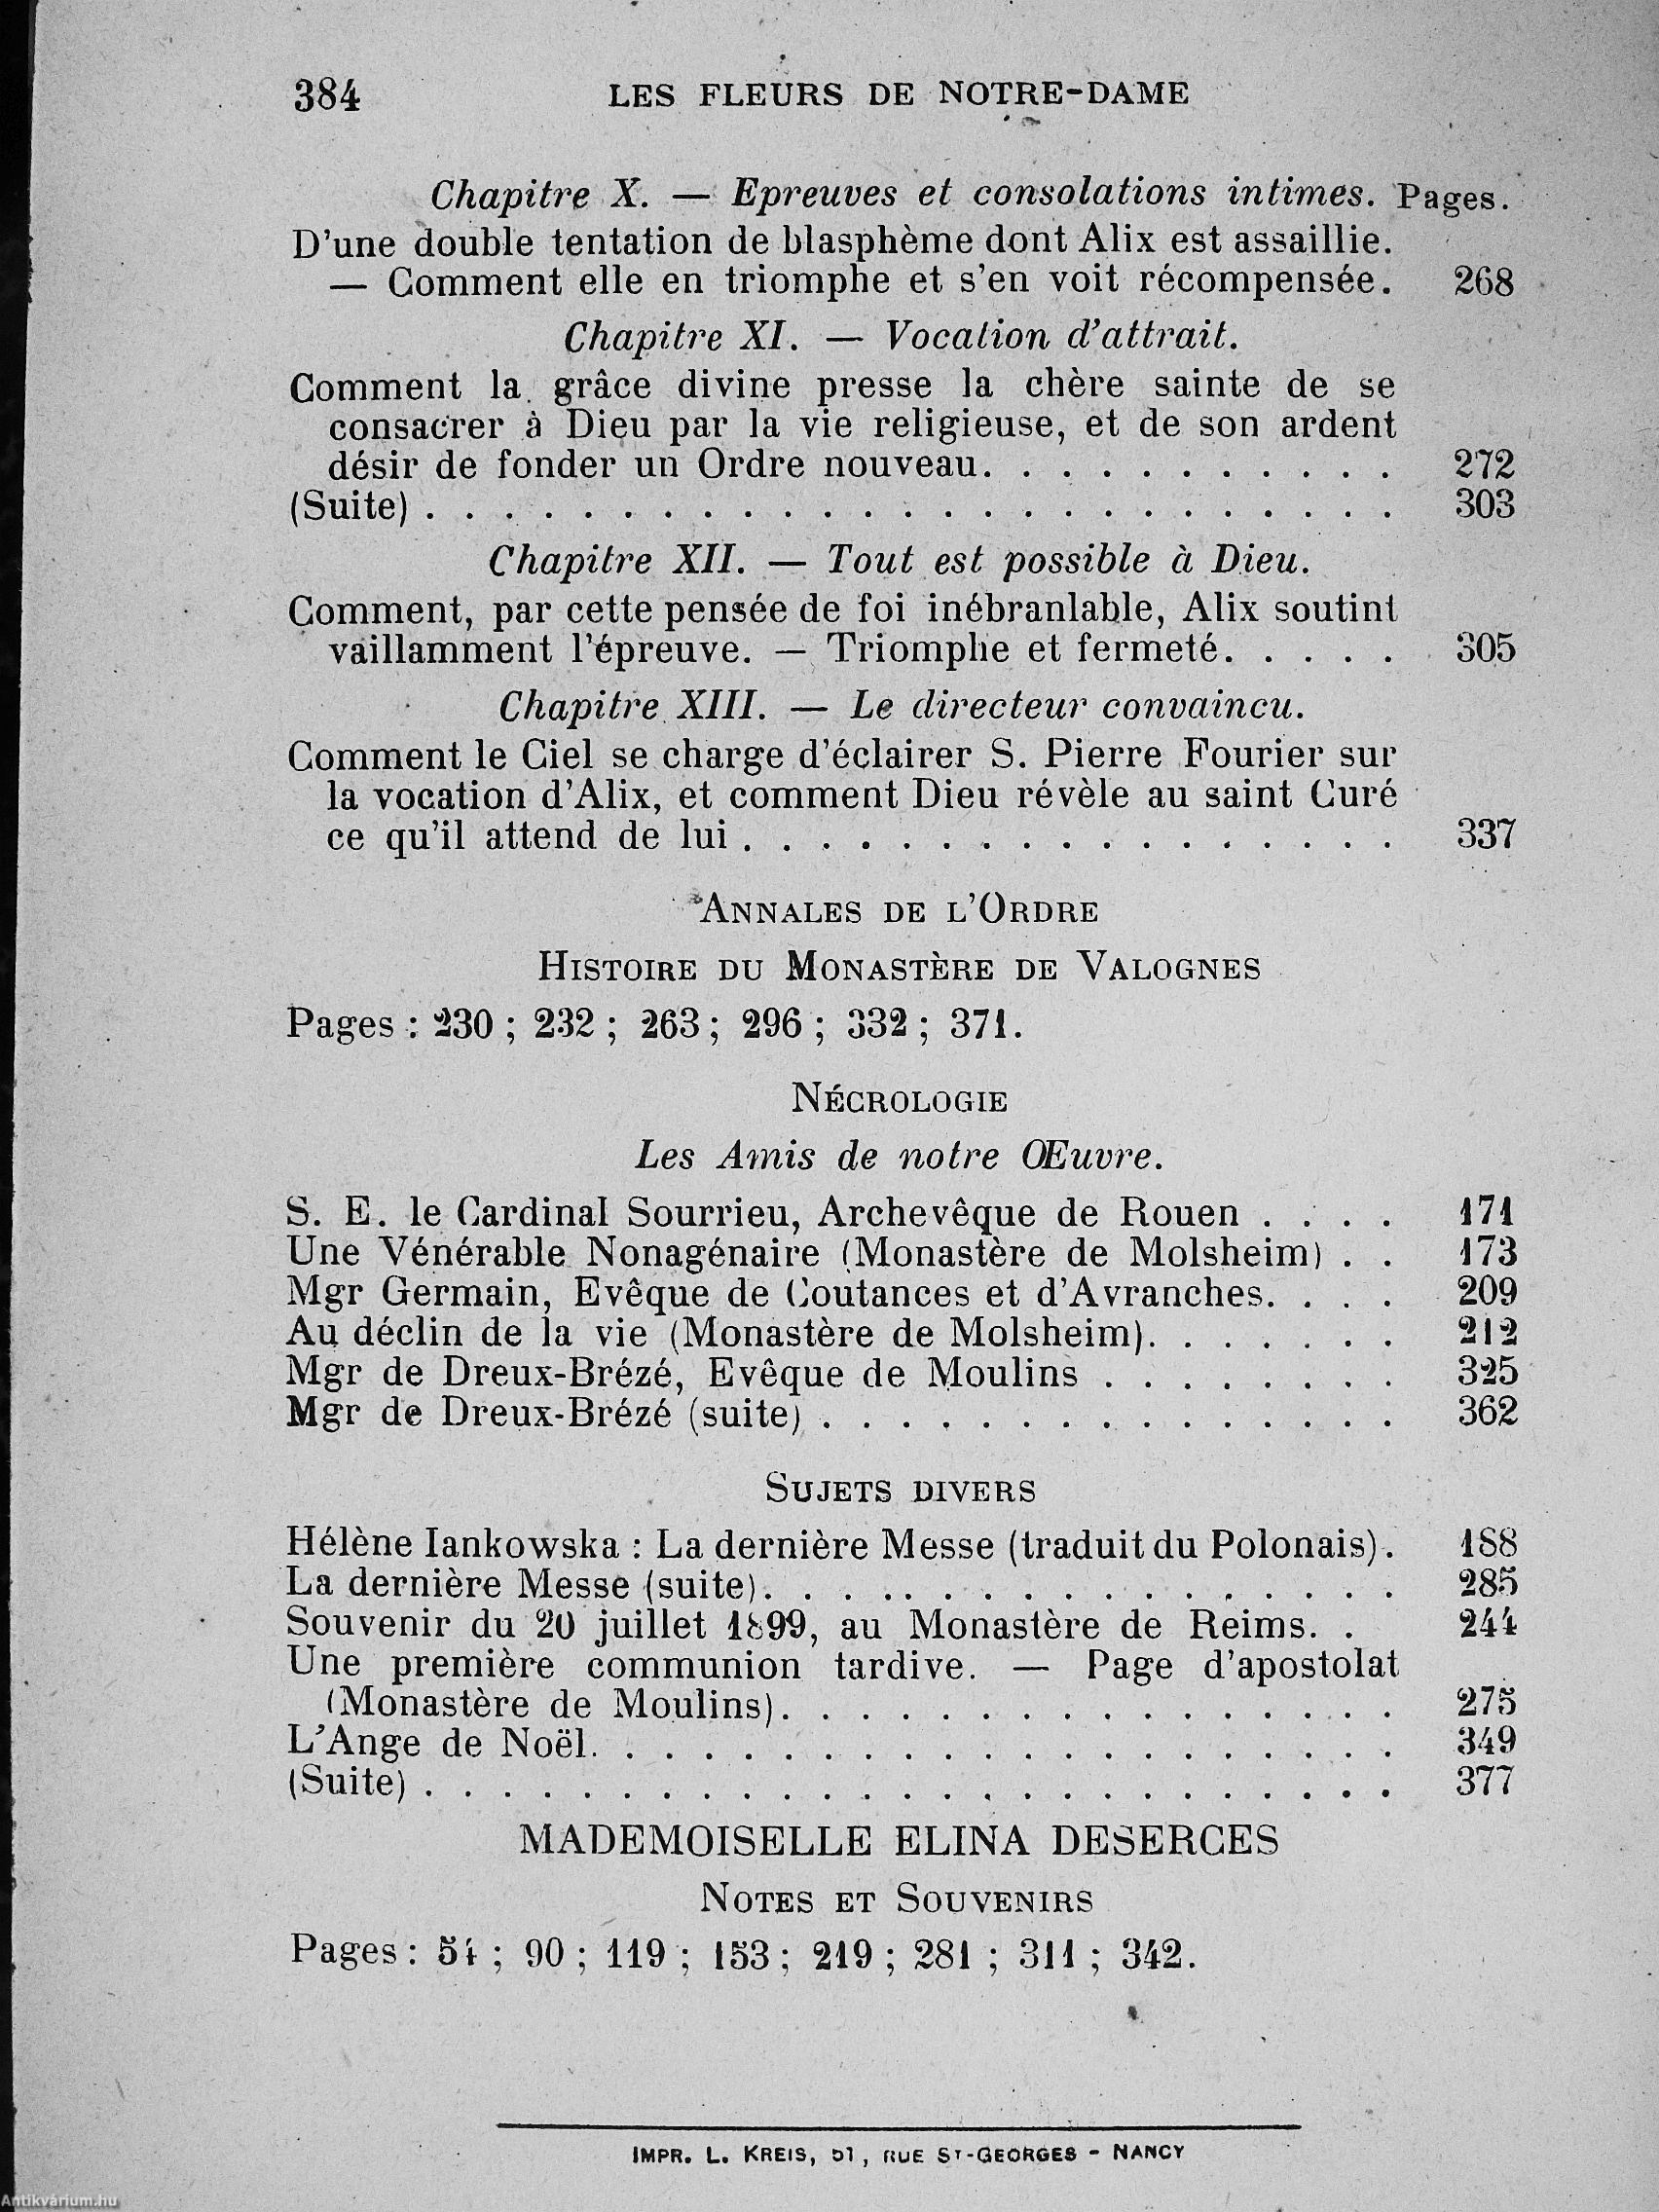 384 LES FLEURS DE NOTRE-DAME
Chapitre X. — Epreuves et consolations intimes. Pages.
D'une double tentation de blasphème dont Alix est assaillie.
— Comment elle en triomphe et s'en voit récompensée. 268
Chapitre XI. — Vocation d'attrait.
Comment la grâce divine presse la chère sainte de se
consacrer à Dieu par la vie religieuse, et de son ardent
désir de fonder un Ordre nouveau. . . . . . . . . . . 272
(Suite) . . . . . . . . . . . . . . . . . . . . . . . . . 303
Chapitre XII. — Tout est possible à Dieu.
Comment, par cette pensée de foi inébranlable, Alix soutint
vaillamment l'épreuve. — Triomphe et fermeté. . . . . 305
Chapitre XIII. — Le directeur convaincu.
Comment le Ciel se charge d'éclairer S. Pierre Fourier sur
la vocation d'Alix, et comment Dieu révèle au saint Curé
ce qu'il attend de lui . . . . . . . . . . . . . . . . . 337
ANNALES DE L'ORDRE
HISTOIRE DU MONASTÈRE DE VALOGNES
Pages : 230 ; 232 ; 263 ; 296 ; 332 ; 371.
NÉCROLOGIE
Les Amis de notre Œuvre.
S. E. le Cardinal Sourrieu, Archevêque de Rouen . . . . 171
Une Vénérable Nonagénaire (Monastère de Molsheim) . . 173
Mgr Germain, Evêque de Coutances et d'Avranches. . . . 209
Au déclin de la vie (Monastère de Molsheim). . . . . . . 212
Mgr de Dreux-Brézé, Evêque de Moulins . . . . . . . . 325
Mgr de Dreux-Brézé (suite) . . . . . . . . . . . . . . . 362
SUJETS DIVERS
Hélène Iankowska : La dernière Messe (traduit du Polonais). 188
La dernière Messe (suite). . . . . . . . . . . . . . . . 285
Souvenir du 20 juillet 1899, au Monastère de Reims. . 244
Une première communion tardive. — Page d'apostolat
(Monastère de Moulins). . . . . . . . . . . . . . . . 275
L'Ange de Noël. . . . . . . . . . . . . . . . . . . . . 349
(Suite) . . . . . . . . . . . . . . . . . . . . . . . . . 377
MADEMOISELLE ELINA DESERCES
NOTES ET SOUVENIRS
Pages : 54 ; 90 ; 119 ; 153 ; 219 ; 281 ; 311 ; 342.
IMPR. L. KREIS, 51, RUE ST-GEORGES - NANCY
Antikvárium.hu